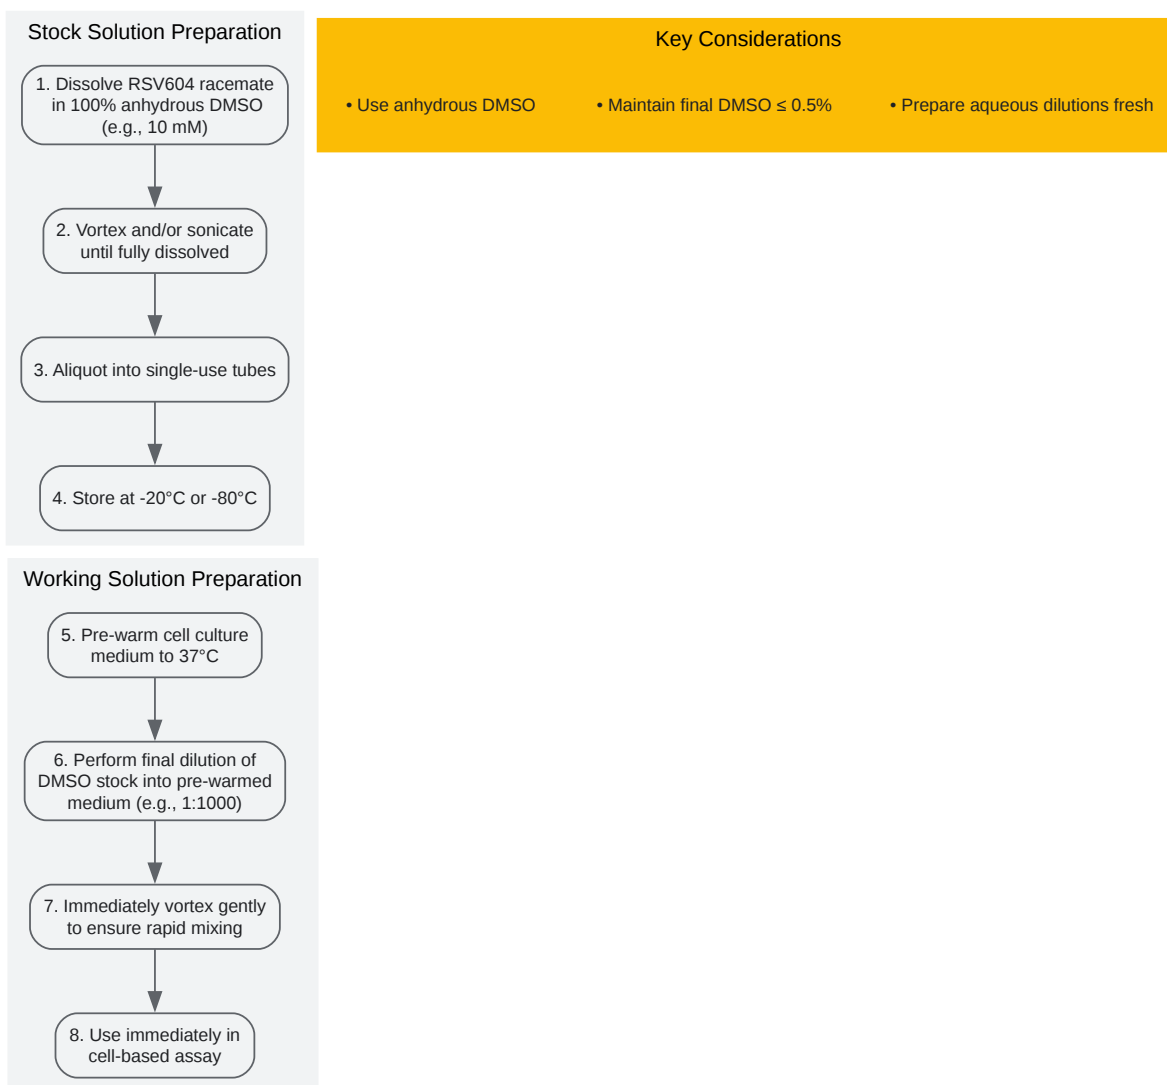 Stock Solution Preparation
1. Dissolve RSV604 racemate
in 100% anhydrous DMSO
(e.g., 10 mM)
2. Vortex and/or sonicate
until fully dissolved
3. Aliquot into single-use tubes
4. Store at -20°C or -80°C
Key Considerations
• Use anhydrous DMSO
• Maintain final DMSO ≤ 0.5%
• Prepare aqueous dilutions fresh
Working Solution Preparation
5. Pre-warm cell culture
medium to 37°C
6. Perform final dilution of
DMSO stock into pre-warmed
medium (e.g., 1:1000)
7. Immediately vortex gently
to ensure rapid mixing
8. Use immediately in
cell-based assay